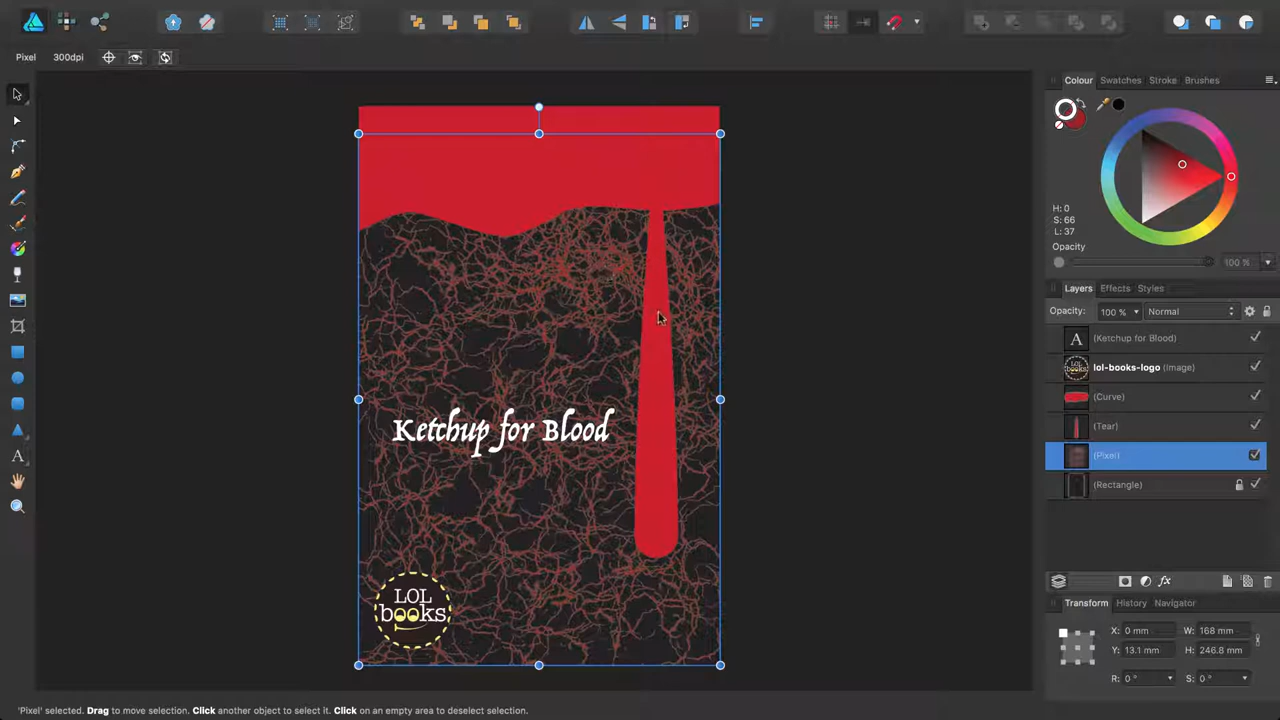 Pixel
300dpi
Colour
Swatches
Stroke
Brushes
H: 0
S: 66
L: 37
Opacity
100 %
Layers
Effects
Styles
Opacity:
100 %
Normal
(Ketchup for Blood)
lol-books-logo (Image)
(Curve)
(Tear)
(Pixel)
(Rectangle)
Ketchup for Blood
LOL
books
Transform
History
Navigator
X: 0 mm
W: 168 mm
Y: 13.1 mm
H: 246.8 mm
R: 0 °
S: 0 °
'Pixel' selected. Drag to move selection. Click another object to select it. Click on an empty area to deselect selection.